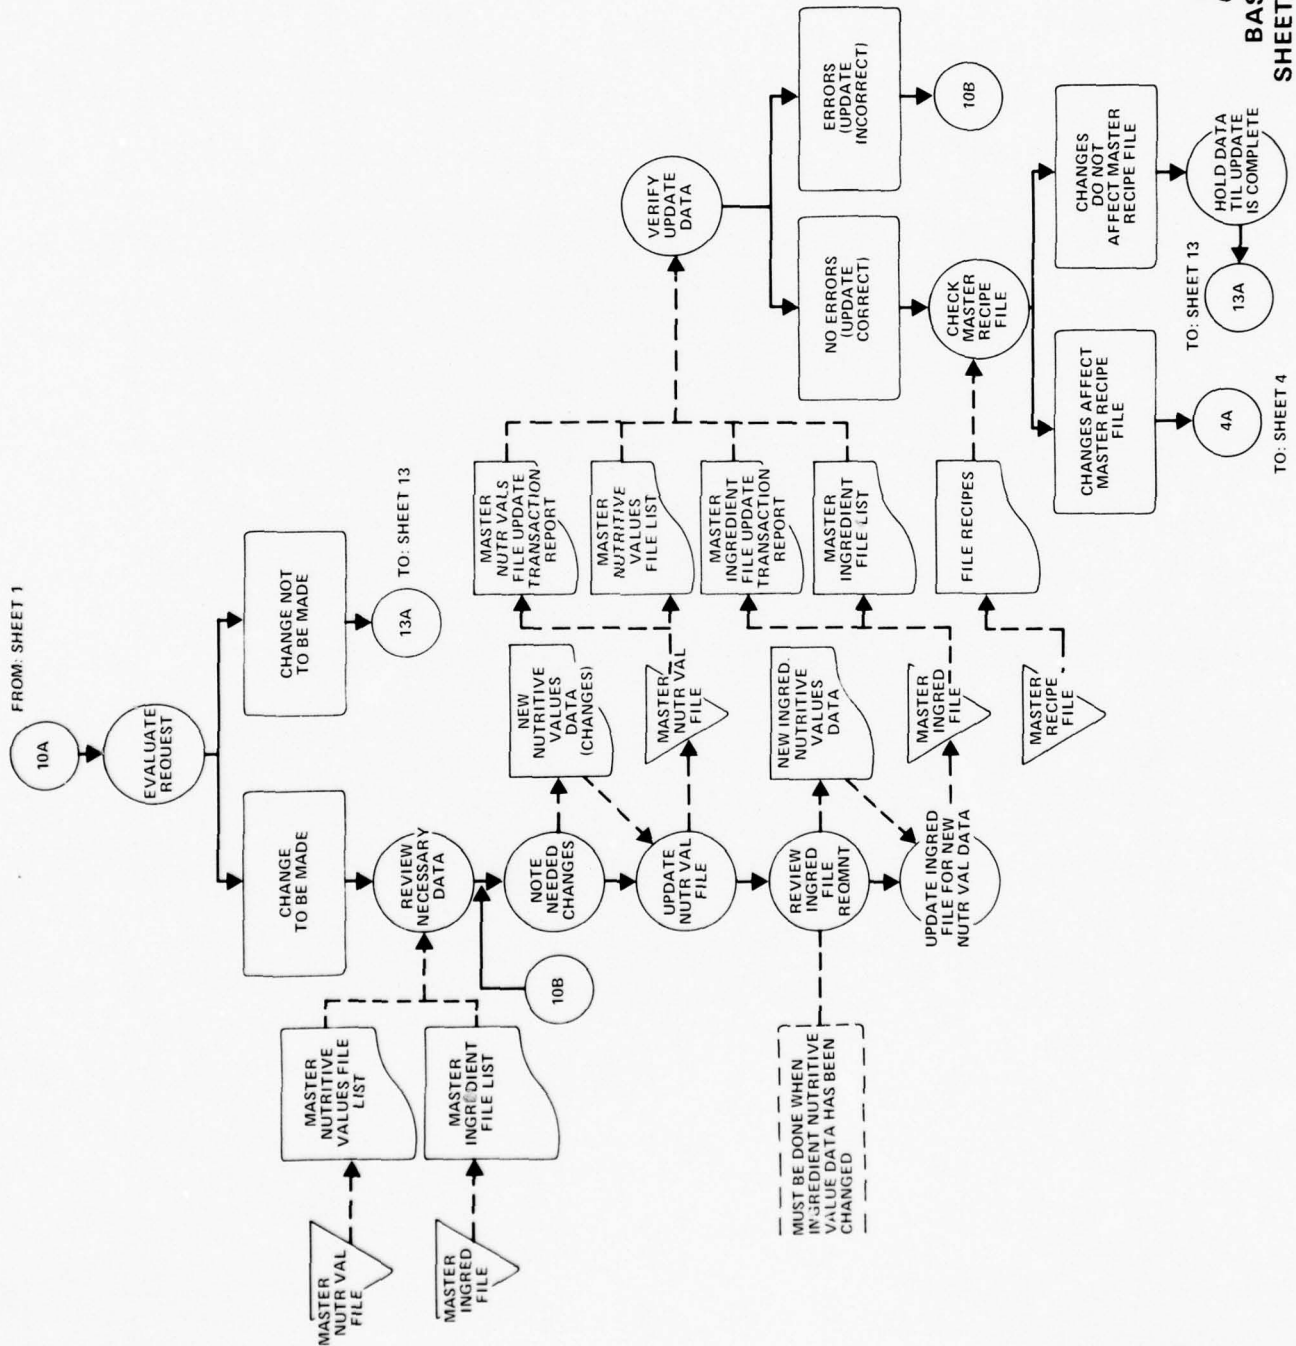 FROM: SHEET 1
10A
EVALUATE
REQUEST
CHANGE
TO BE MADE
CHANGE NOT
TO BE MADE
13A
TO: SHEET 13
MASTER
NUTR VAL
FILE
MASTER
NUTRITIVE
VALUES FILE
LIST
MASTER
INGRED
FILE
MASTER
INGREDIENT
FILE LIST
REVIEW
NECESSARY
DATA
10B
NOTE
NEEDED
CHANGES
NEW
NUTRITIVE
VALUES
DATA
(CHANGES)
UPDATE
NUTR VAL
FILE
MASTER
NUTR VAL
FILE
MUST BE DONE WHEN
INGREDIENT NUTRITIVE
VALUE DATA HAS BEEN
CHANGED
REVIEW
INGRED
FILE
REQMNT
NEW INGRED.
NUTRITIVE
VALUES
DATA
UPDATE INGRED
FILE FOR NEW
NUTR VAL DATA
MASTER
INGRED
FILE
MASTER
RECIPE
FILE
MASTER
NUTR VALS
FILE UPDATE
TRANSACTION
REPORT
MASTER
NUTRITIVE
VALUES
FILE LIST
MASTER
INGREDIENT
FILE UPDATE
TRANSACTION
REPORT
MASTER
INGREDIENT
FILE LIST
FILE RECIPES
VERIFY
UPDATE
DATA
NO ERRORS
(UPDATE
CORRECT)
ERRORS
(UPDATE
INCORRECT)
10B
CHECK
MASTER
RECIPE
FILE
CHANGES AFFECT
MASTER RECIPE
FILE
4A
TO: SHEET 4
CHANGES
DO NOT
AFFECT MASTER
RECIPE FILE
HOLD DATA
TIL UPDATE
IS COMPLETE
13A
TO: SHEET 13
BAS
SHEET